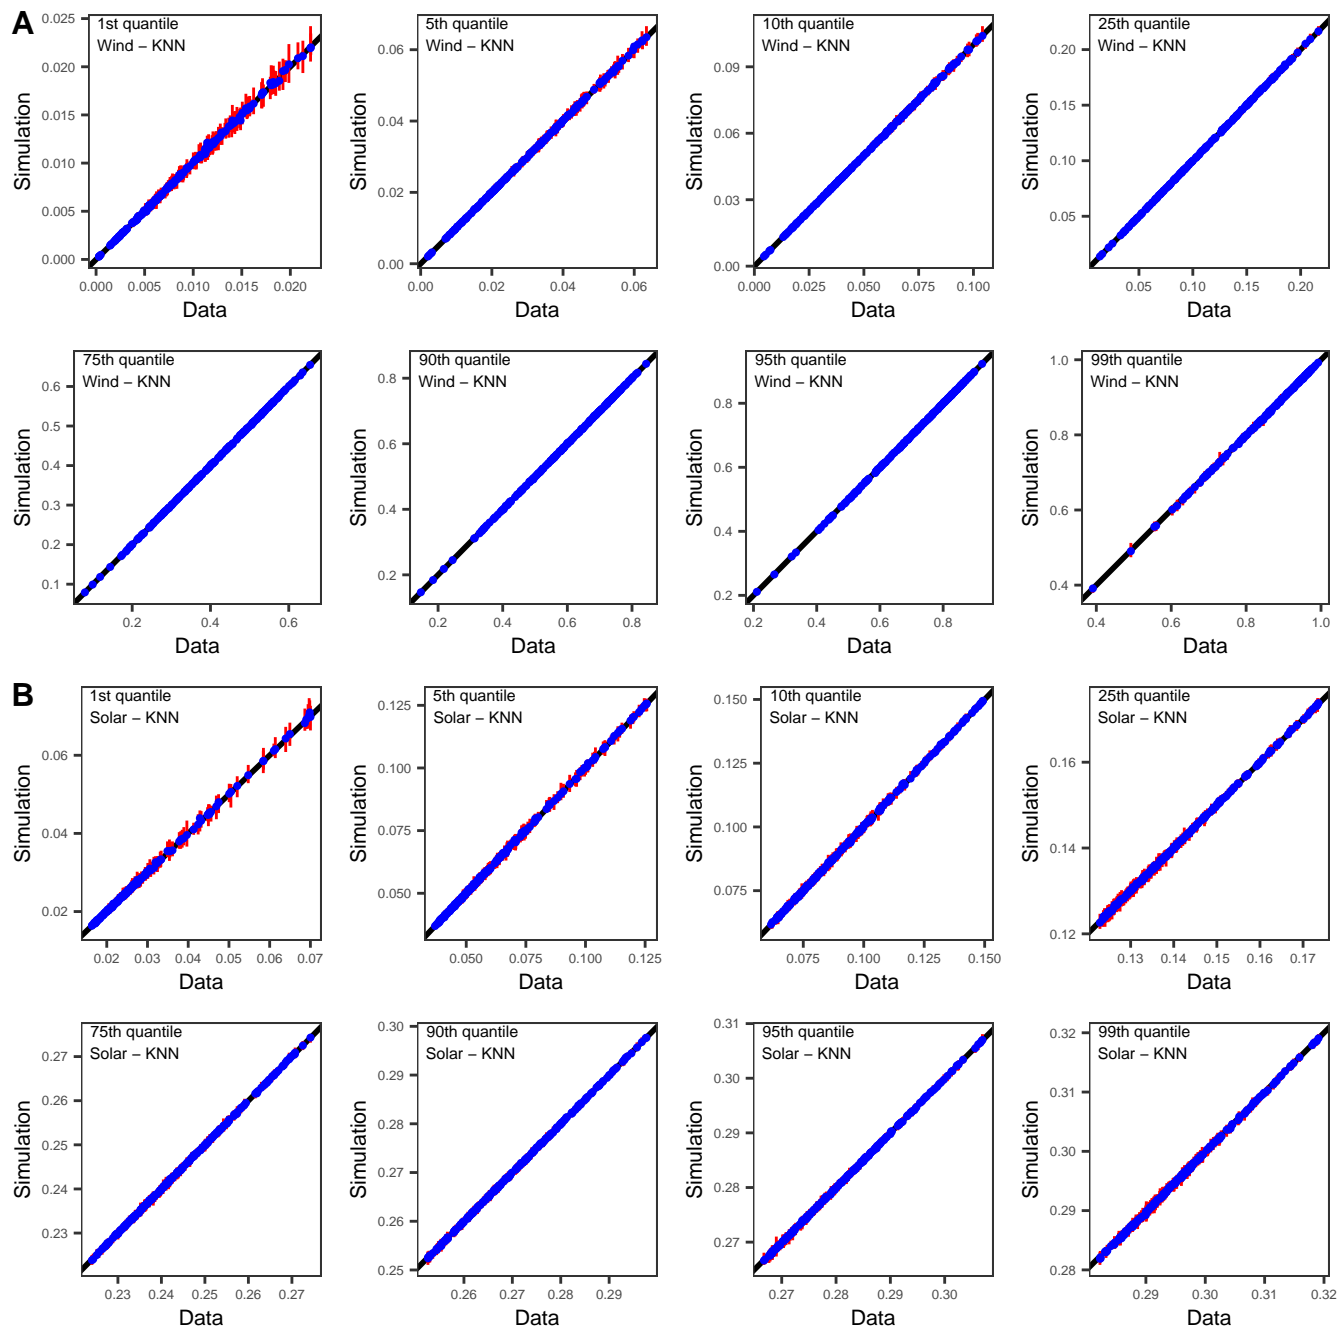 A
1st quantile
Wind – KNN
0.025
0.020
0.015
0.010
0.005
0.000
Simulation
0.000 0.005 0.010 0.015 0.020
Data
5th quantile
Wind – KNN
0.06
0.04
0.02
0.00
Simulation
0.00 0.02 0.04 0.06
Data
10th quantile
Wind – KNN
0.09
0.06
0.03
0.00
Simulation
0.000 0.025 0.050 0.075 0.100
Data
25th quantile
Wind – KNN
0.20
0.15
0.10
0.05
Simulation
0.05 0.10 0.15 0.20
Data
75th quantile
Wind – KNN
0.6
0.5
0.4
0.3
0.2
0.1
Simulation
0.2 0.4 0.6
Data
90th quantile
Wind – KNN
0.8
0.6
0.4
0.2
Simulation
0.2 0.4 0.6 0.8
Data
95th quantile
Wind – KNN
0.8
0.6
0.4
0.2
Simulation
0.2 0.4 0.6 0.8
Data
99th quantile
Wind – KNN
1.0
0.8
0.6
0.4
Simulation
0.4 0.6 0.8 1.0
Data
B
1st quantile
Solar – KNN
0.06
0.04
0.02
Simulation
0.02 0.03 0.04 0.05 0.06 0.07
Data
5th quantile
Solar – KNN
0.125
0.100
0.075
0.050
Simulation
0.050 0.075 0.100 0.125
Data
10th quantile
Solar – KNN
0.150
0.125
0.100
0.075
Simulation
0.075 0.100 0.125 0.150
Data
25th quantile
Solar – KNN
0.16
0.14
0.12
Simulation
0.13 0.14 0.15 0.16 0.17
Data
75th quantile
Solar – KNN
0.27
0.26
0.25
0.24
0.23
Simulation
0.23 0.24 0.25 0.26 0.27
Data
90th quantile
Solar – KNN
0.30
0.29
0.28
0.27
0.26
0.25
Simulation
0.26 0.27 0.28 0.29
Data
95th quantile
Solar – KNN
0.31
0.30
0.29
0.28
0.27
Simulation
0.27 0.28 0.29 0.30
Data
99th quantile
Solar – KNN
0.32
0.31
0.30
0.29
0.28
Simulation
0.29 0.30 0.31 0.32
Data